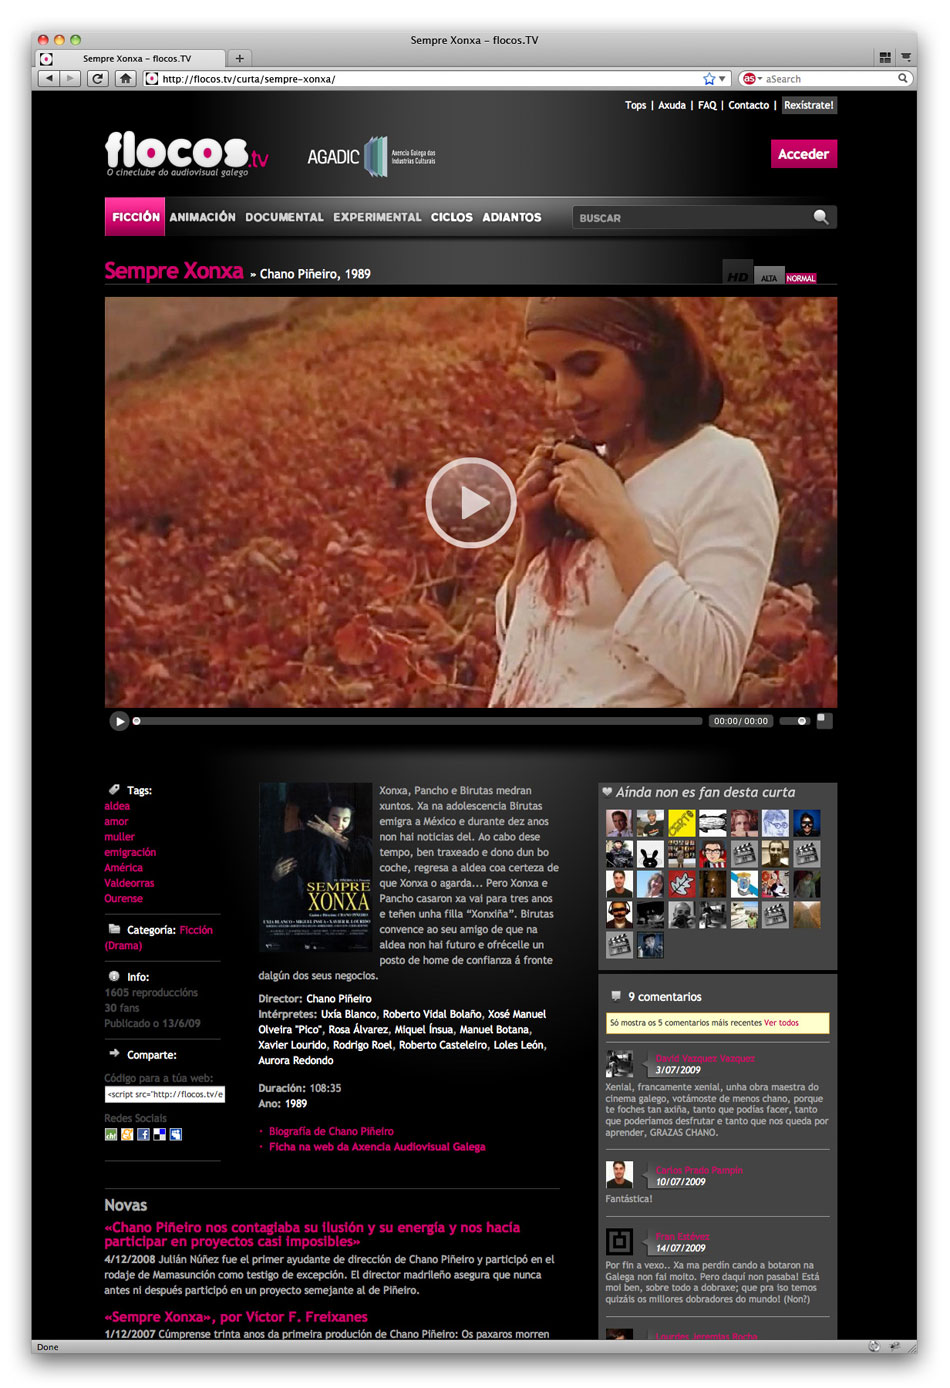 Sempre Xonxa – flocos.TV
Sempre Xonxa – flocos.TV
http://flocos.tv/curta/sempre-xonxa/
as
aSearch
Tops | Axuda | FAQ | Contacto | Rexístrate!
flocos.tv
O cineclube do audiovisual galego
AGADIC
Axencia Galega das
Industrias Culturais
Acceder
FICCIÓN ANIMACIÓN DOCUMENTAL EXPERIMENTAL CICLOS ADIANTOS
BUSCAR
Sempre Xonxa » Chano Piñeiro, 1989
HD ALTA NORMAL
00:00/ 00:00
Tags:
aldea
amor
muller
emigración
América
Valdeorras
Ourense
Categoría: Ficción
(Drama)
Info:
1605 reproduccións
30 fans
Publicado o 13/6/09
Comparte:
Código para a túa web:
<script src="http://flocos.tv/e
Redes Sociais
SEMPRE
XONXA
Xonxa, Pancho e Birutas medran
xuntos. Xa na adolescencia Birutas
emigra a México e durante dez anos
non hai noticias del. Ao cabo dese
tempo, ben traxeado e dono dun bo
coche, regresa a aldea coa certeza de
que Xonxa o agarda... Pero Xonxa e
Pancho casaron xa vai para tres anos
e teñen unha filla “Xonxiña”. Birutas
convence ao seu amigo de que na
aldea non hai futuro e ofrécelle un
posto de home de confianza á fronte
dalgún dos seus negocios.
Director: Chano Piñeiro
Intérpretes: Uxía Blanco, Roberto Vidal Bolaño, Xosé Manuel
Olveira "Pico", Rosa Álvarez, Miquel Ínsua, Manuel Botana,
Xavier Lourido, Rodrigo Roel, Roberto Casteleiro, Loles León,
Aurora Redondo
Duración: 108:35
Ano: 1989
• Biografía de Chano Piñeiro
• Ficha na web da Axencia Audiovisual Galega
Novas
«Chano Piñeiro nos contagiaba su ilusión y su energía y nos hacía
participar en proyectos casi imposibles»
4/12/2008 Julián Núñez fue el primer ayudante de dirección de Chano Piñeiro y participó en el
rodaje de Mamasunción como testigo de excepción. El director madrileño asegura que nunca
antes ni después participó en un proyecto semejante al de Piñeiro.
«Sempre Xonxa», por Víctor F. Freixanes
1/12/2007 Cúmprense trinta anos da primeira produción de Chano Piñeiro: Os paxaros morren
Aínda non es fan desta curta
9 comentarios
Só mostra os 5 comentarios máis recentes Ver todos
David Vazques Vazquez
3/07/2009
Xenial, francamente xenial, unha obra maestra do
cinema galego, votámoste de menos chano, porque
te foches tan axiña, tanto que podías facer, tanto
que poderíamos desfrutar e tanto que nos queda por
aprender, GRAZAS CHANO.
Carlos Prado Pampín
10/07/2009
Fantástica!
Fran Estévez
14/07/2009
Por fin a vexo.. Xa ma perdín cando a botaron na
Galega non fai moito. Pero daquí non pasaba! Está
moi ben, sobre todo a dobraxe; que pra iso temos
quizáis os millores dobradores do mundo! (Non?)
Lourdes Jeremías Rocha
Done